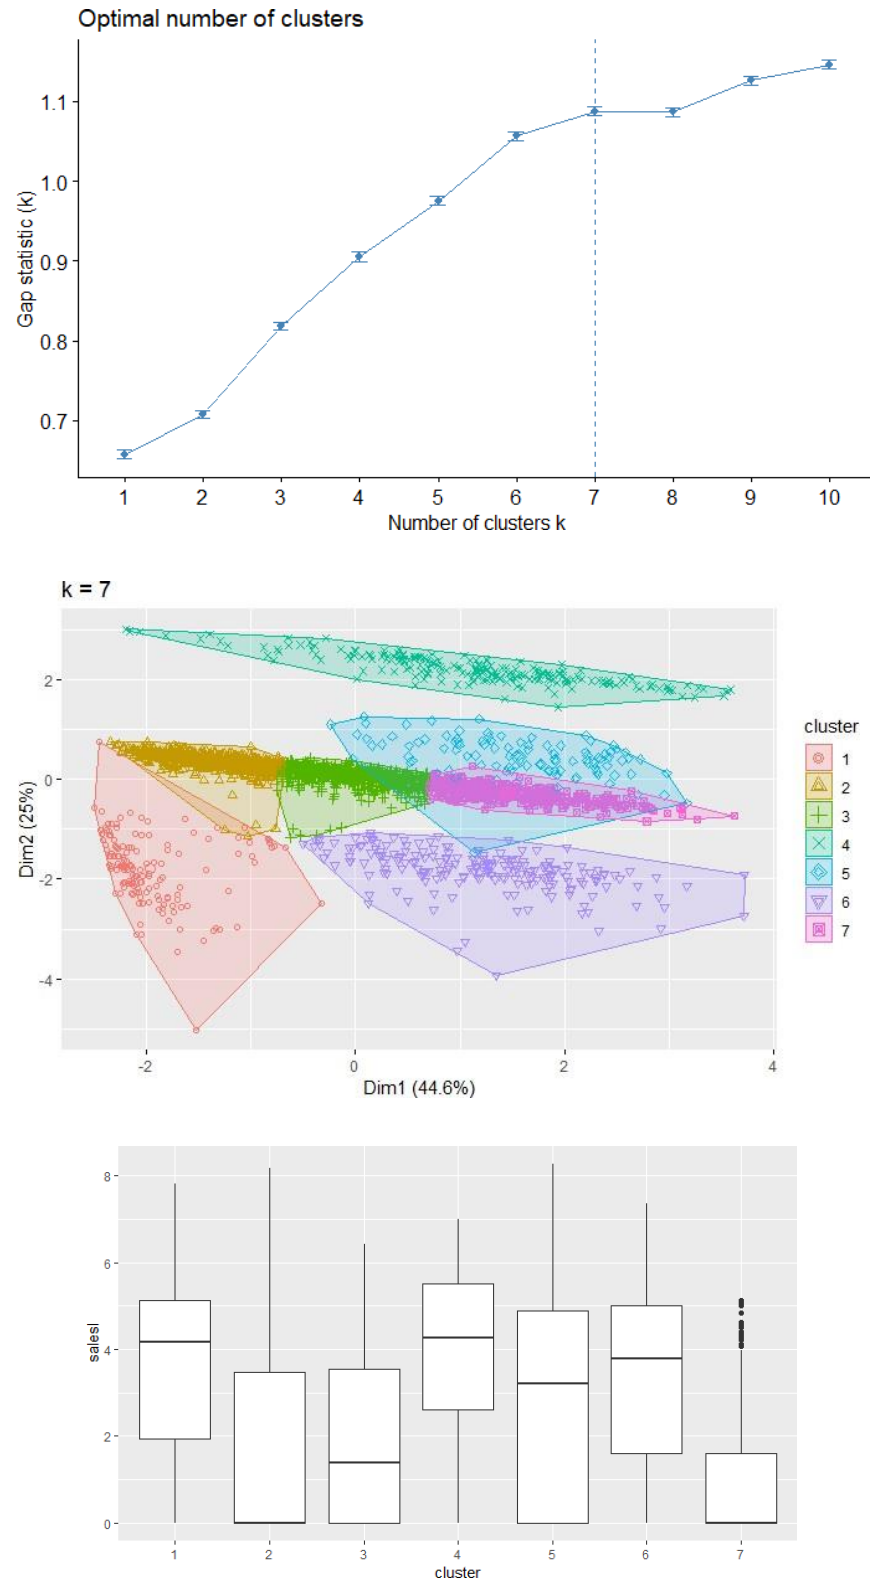 Optimal number of clusters
Gap statistic (k)
1.1
1.0
0.9
0.8
0.7
1 2 3 4 5 6 7 8 9 10
Number of clusters k
k = 7
Dim2 (25%)
2
0
-2
-4
-2 0 2 4
Dim1 (44.6%)
cluster
1
2
3
4
5
6
7
salesl
8
6
4
2
0
1 2 3 4 5 6 7
cluster